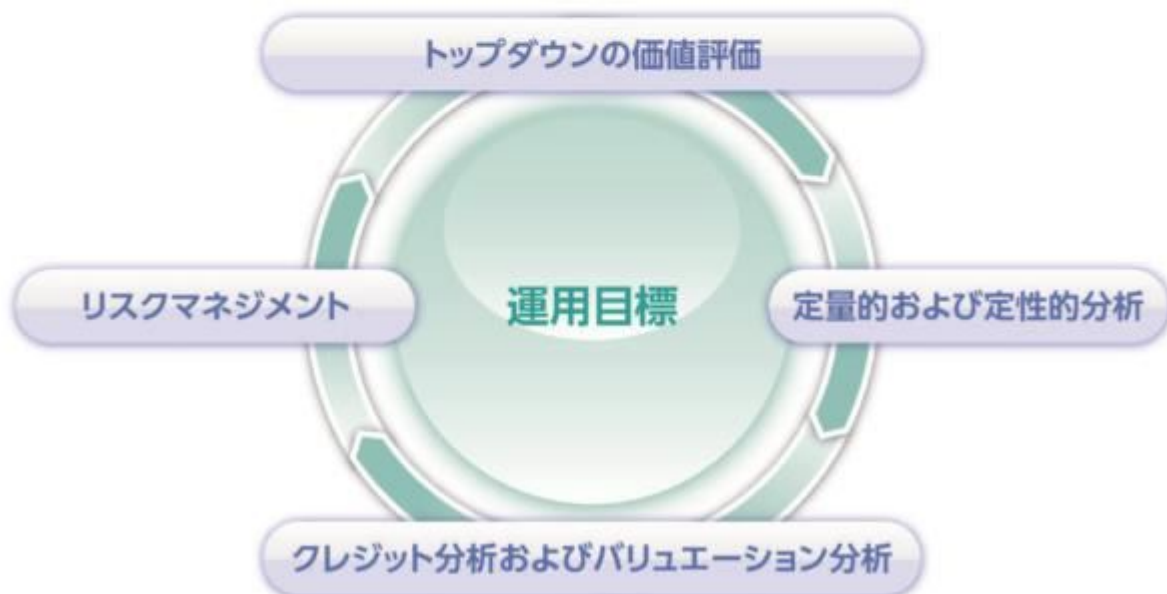 トップダウンの価値評価
リスクマネジメント
運用目標
定量的および定性的分析
クレジット分析およびバリュエーション分析